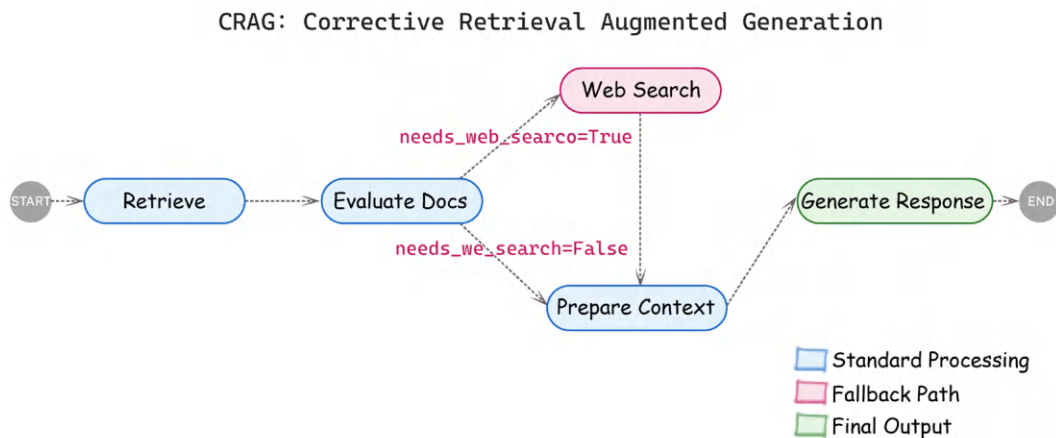 CRAG: Corrective Retrieval Augmented Generation
Web Search
needs_web_searco=True
START
Retrieve
Evaluate Docs
Generate Response
END
needs_we_search=False
Prepare Context
Standard Processing
Fallback Path
Final Output